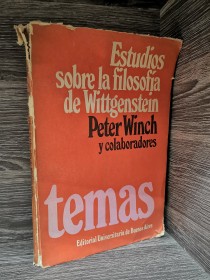 Estudios
sobre la filosofía
de Wittgenstein
Peter Winch
y colaboradores
temas
Editorial Universitaria de Buenos Aires